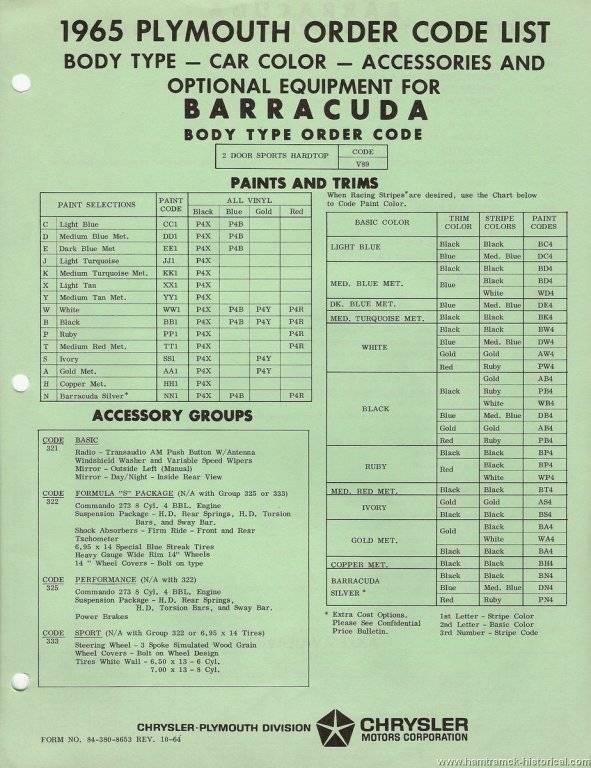 1965 PLYMOUTH ORDER CODE LIST
BODY TYPE — CAR COLOR — ACCESSORIES AND
OPTIONAL EQUIPMENT FOR
BARRACUDA
BODY TYPE ORDER CODE
2 DOOR SPORTS HARDTOP CODE
V89
PAINTS AND TRIMS
PAINT SELECTIONS PAINT CODE ALL VINYL
Black Blue Gold Red
C Light Blue CC1 P4X P4B
D Medium Blue Met. DD1 P4X P4B
E Dark Blue Met EE1 P4X P4B
J Light Turquoise JJ1 P4X
K Medium Turquoise Met. KK1 P4X
X Light Tan XX1 P4X
Y Medium Tan Met. YY1 P4X
W White WW1 P4X P4B P4Y P4R
B Black BB1 P4X P4B P4Y P4R
P Ruby PP1 P4X P4R
T Medium Red Met. TT1 P4X P4R
S Ivory SS1 P4X P4Y
A Gold Met. AA1 P4X P4Y
H Copper Met. HH1 P4X
N Barracuda Silver* NN1 P4X P4B P4R
When Racing Stripes* are desired, use the Chart below
to Code Paint Color.
BASIC COLOR TRIM COLOR STRIPE COLORS PAINT CODES
LIGHT BLUE Black Black BC4
Blue Med. Blue DC4
MED. BLUE MET. Black Black BD4
Blue Black BD4
White WD4
DK. BLUE MET. Blue Med. Blue DE4
MED. TURQUOISE MET. Black Black BK4
WHITE Black Black BW4
Blue Med. Blue DW4
Gold Gold AW4
Red Ruby PW4
BLACK Black Gold AB4
Ruby PB4
White WB4
Blue Med. Blue DB4
Gold Gold AB4
Red Ruby PB4
RUBY Black Black BP4
Red Black BP4
White WP4
MED. RED MET. Black Black BT4
IVORY Gold Gold AS4
Black Black BS4
GOLD MET. Gold Black BA4
White WA4
Black Black BA4
COPPER MET. Black Black BH4
BARRACUDA SILVER * Black Black BN4
Blue Med. Blue DN4
Red Ruby PN4
* Extra Cost Options.
Please See Confidential
Price Bulletin.
1st Letter - Stripe Color
2nd Letter - Basic Color
3rd Number - Stripe Code
ACCESSORY GROUPS
CODE BASIC
321
Radio - Transaudio AM Push Button W/Antenna
Windshield Washer and Variable Speed Wipers
Mirror - Outside Left (Manual)
Mirror - Day/Night - Inside Rear View
CODE FORMULA "S" PACKAGE (N/A with Group 325 or 333)
322
Commando 273 8 Cyl. 4 BBL. Engine
Suspension Package - H.D. Rear Springs, H.D. Torsion
Bars, and Sway Bar.
Shock Absorbers - Firm Ride - Front and Rear
Tachometer
6.95 x 14 Special Blue Streak Tires
Heavy Gauge Wide Rim 14" Wheels
14 " Wheel Covers - Bolt on type
CODE PERFORMANCE (N/A with 322)
325
Commando 273 8 Cyl. 4 BBL. Engine
Suspension Package - H.D. Rear Springs,
H.D. Torsion Bars, and Sway Bar.
Power Brakes
CODE SPORT (N/A with Group 322 or 6.95 x 14 Tires)
333
Steering Wheel - 3 Spoke Simulated Wood Grain
Wheel Covers - Bolt on Wheel Design
Tires White Wall - 6.50 x 13 - 6 Cyl.
7.00 x 13 - 8 Cyl.
CHRYSLER-PLYMOUTH DIVISION CHRYSLER
MOTORS CORPORATION
FORM NO. 84-380-8653 REV. 10-64
www.hamtramck-historical.com